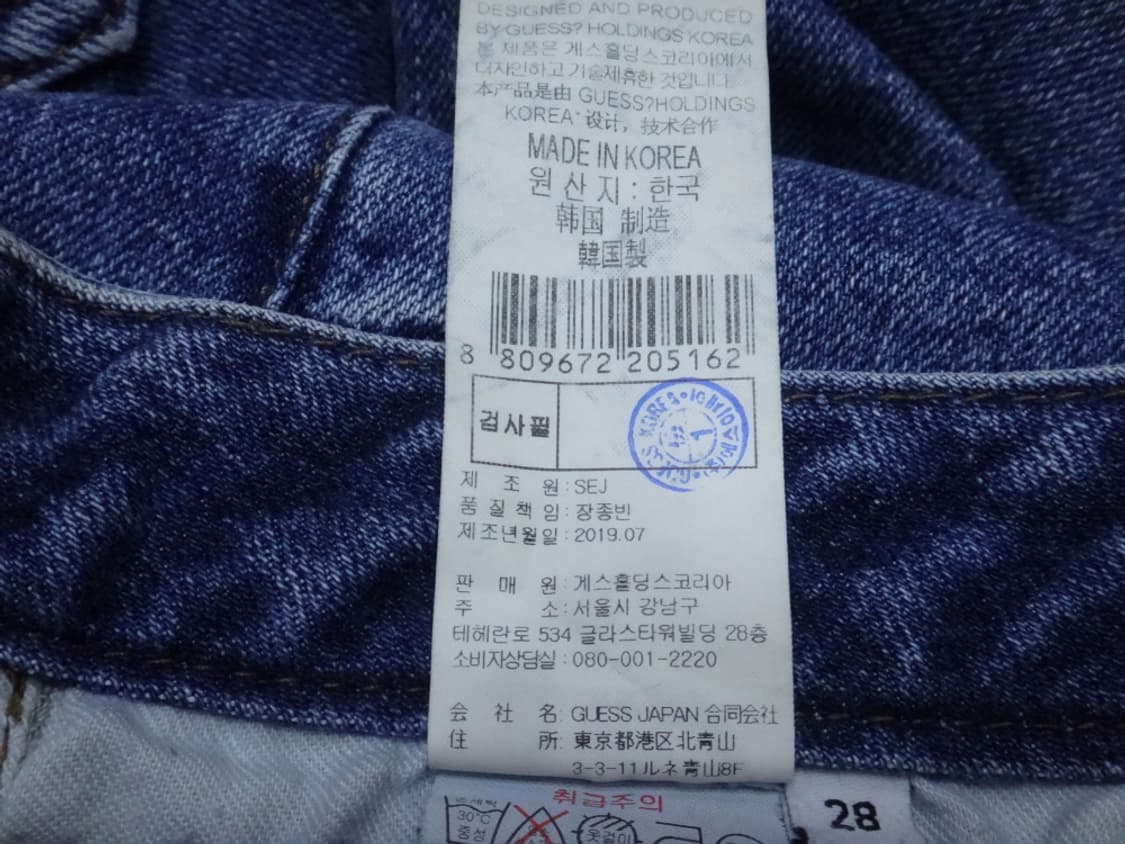 DESIGNED AND PRODUCED
BY GUESS? HOLDINGS KOREA
본 제품은 게스홀딩스코리아에서
디자인하고 기술제휴한 것입니다.
本产品是由 GUESS?HOLDINGS
KOREA 设计, 技术合作
MADE IN KOREA
원 산 지 : 한국
韩国 制造
韓国製
8 809672 205162
검사필
KOREA
제 조 원 : SEJ
품 질 책 임 : 장종빈
제조년월일 : 2019.07
판 매 원 : 게스홀딩스코리아
주 소 : 서울시 강남구
테헤란로 534 글라스타워빌딩 28층
소비자상담실 : 080-001-2220
会 社 名: GUESS JAPAN 合同会社
住 所: 東京都港区北青山
3-3-11ルネ青山8F
취급주의
30℃
중성
옷걸이
28